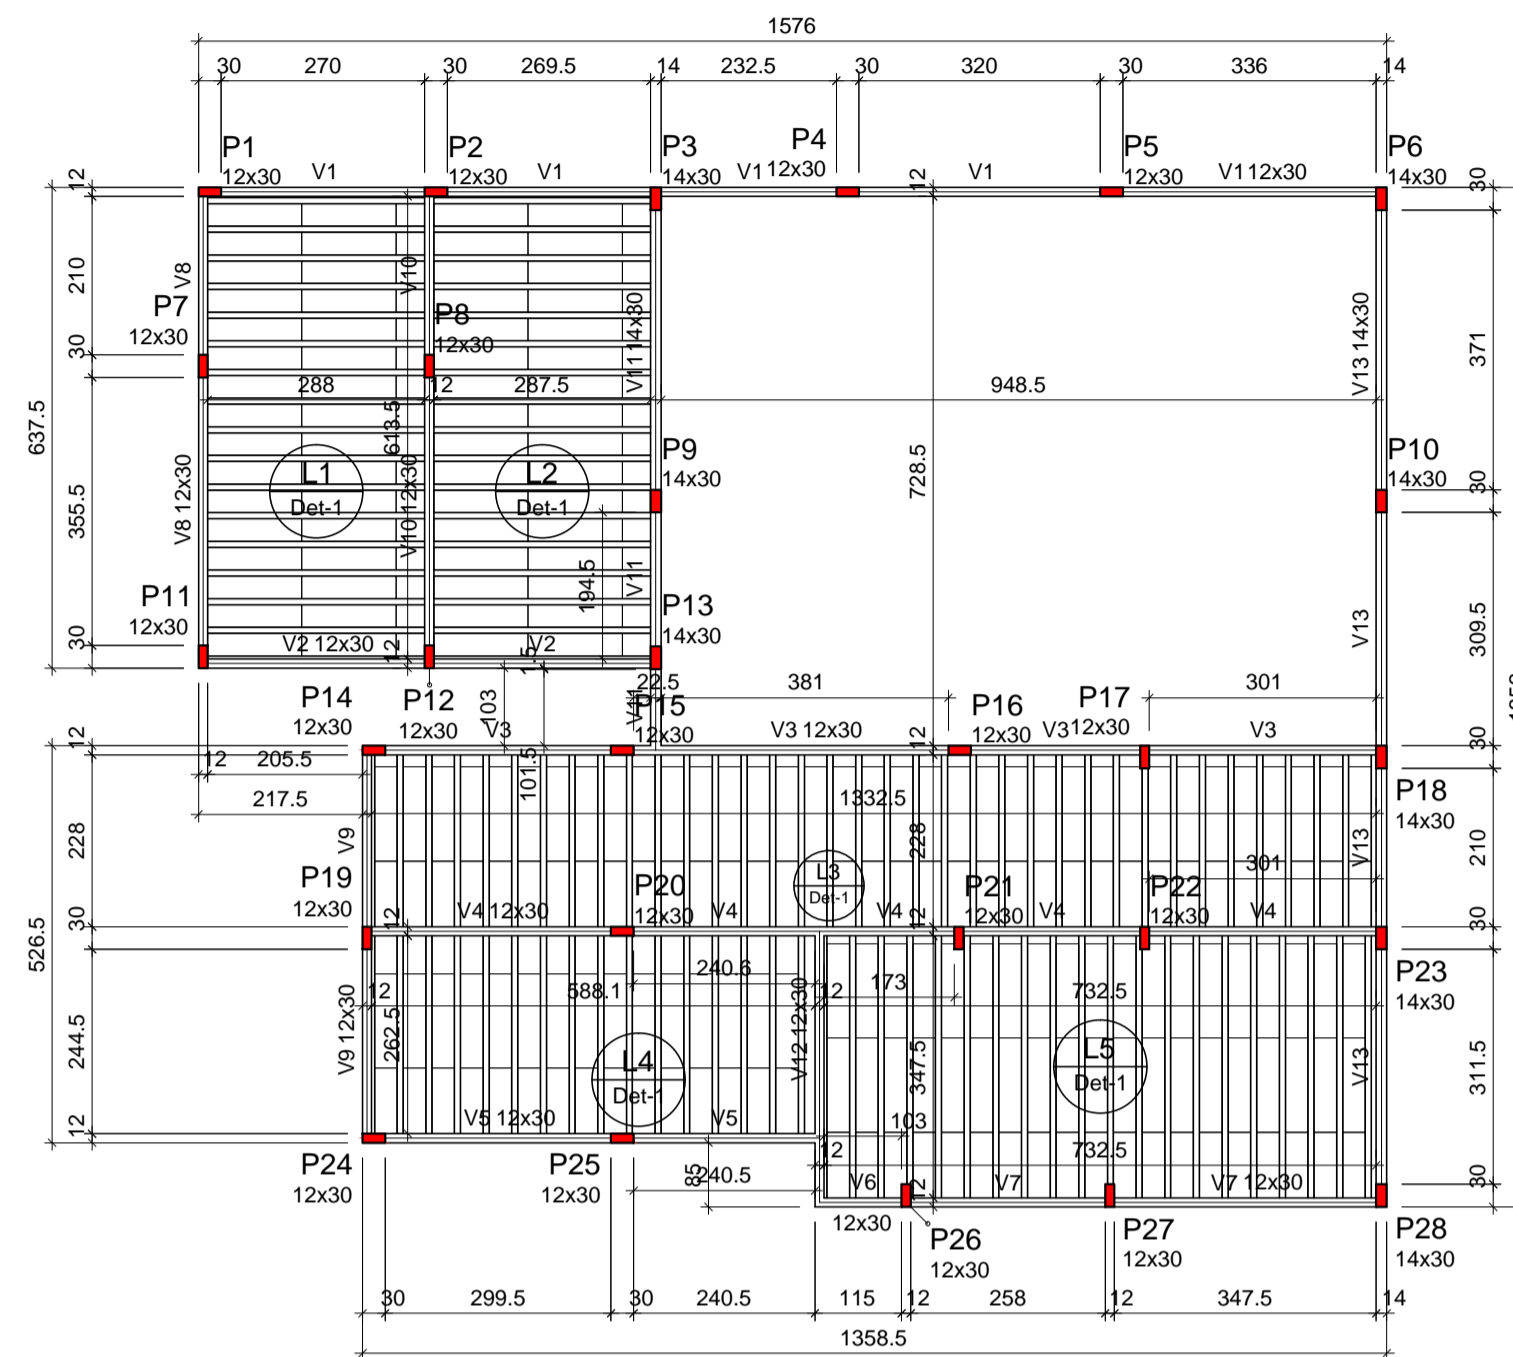 1576
30 270 30 269.5 14 232.5 30 320 30 336 14
P1 P2 P3 P4 P5 P6
12x30 V1 12x30 V1 14x30 V1 12x30 V1 12x30 V1 12x30 14x30
12 12 30
210 V8 V10 V11 14x30 V13 14x30 371
P7 P8
12x30 12x30
30
288 12 287.5 948.5
637.5 613.5 728.5
P9 P10
14x30 14x30
30
L1 L2
Det-1 Det-1
355.5 V8 12x30 V10 12x30 194.5 V11 V13 309.5
P11 P13
12x30 14x30
30 V2 12x30 12 V2 1.5
22.5 381 301
P14 P12 103 V11 P15 P16 P17
12x30 12x30 V3 12x30 V3 12x30 12x30 V3 12x30 V3
12 12 30
12 205.5 101.5
217.5 1332.5 P18
14x30
228 V9 228 V13 210
301
P19 P20 L3 P21 P22
12x30 12x30 Det-1 12x30 12x30
30 12 V4 12x30 V4 V4 12 V4 V4 30
526.5
240.6 173 P23
12 588.1 12 732.5 14x30
244.5 V9 12x30 262.5 V12 12x30 347.5 V13 311.5
L4 L5
Det-1 Det-1
12 V5 12x30 V5 103
12 732.5
P24 P25 85 240.5 V6 12 V7 V7 12x30 30
12x30 12x30 12x30
P26 P27 P28
12x30 12x30 14x30
30 299.5 30 240.5 115 12 258 12 347.5 14
1358.5